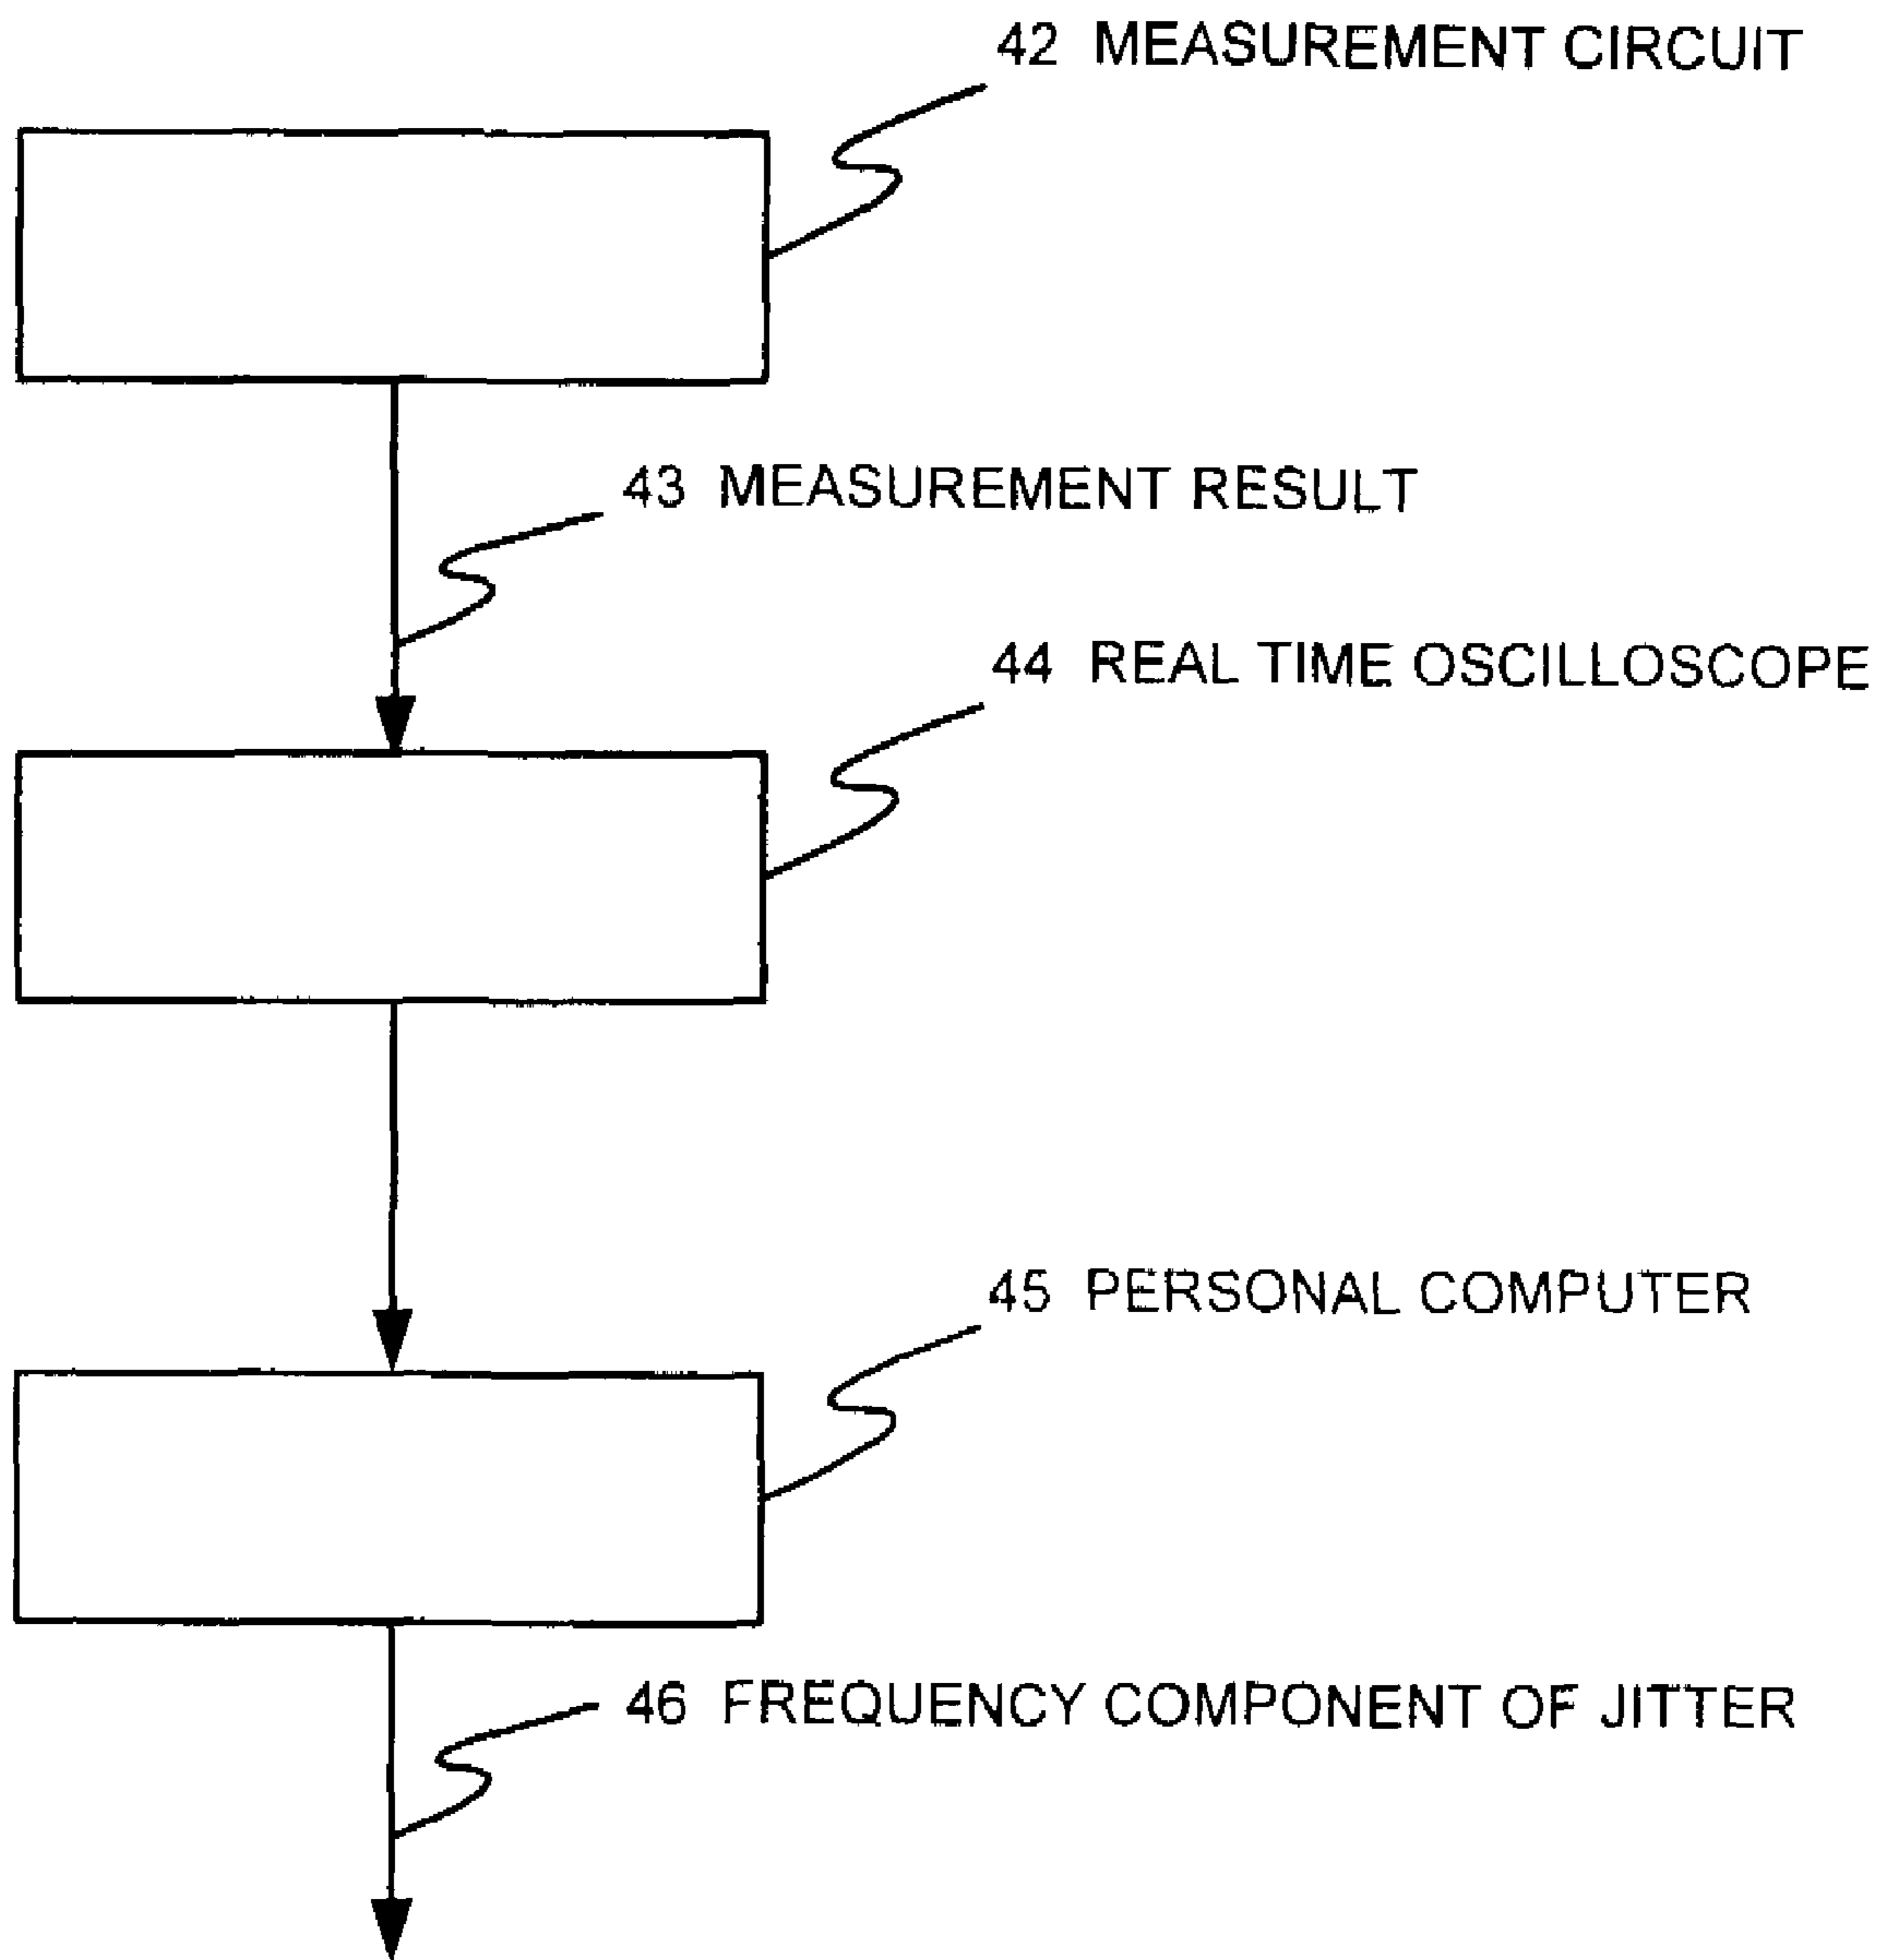 42 MEASUREMENT CIRCUIT
43 MEASUREMENT RESULT
44 REAL TIME OSCILLOSCOPE
45 PERSONAL COMPUTER
46 FREQUENCY COMPONENT OF JITTER